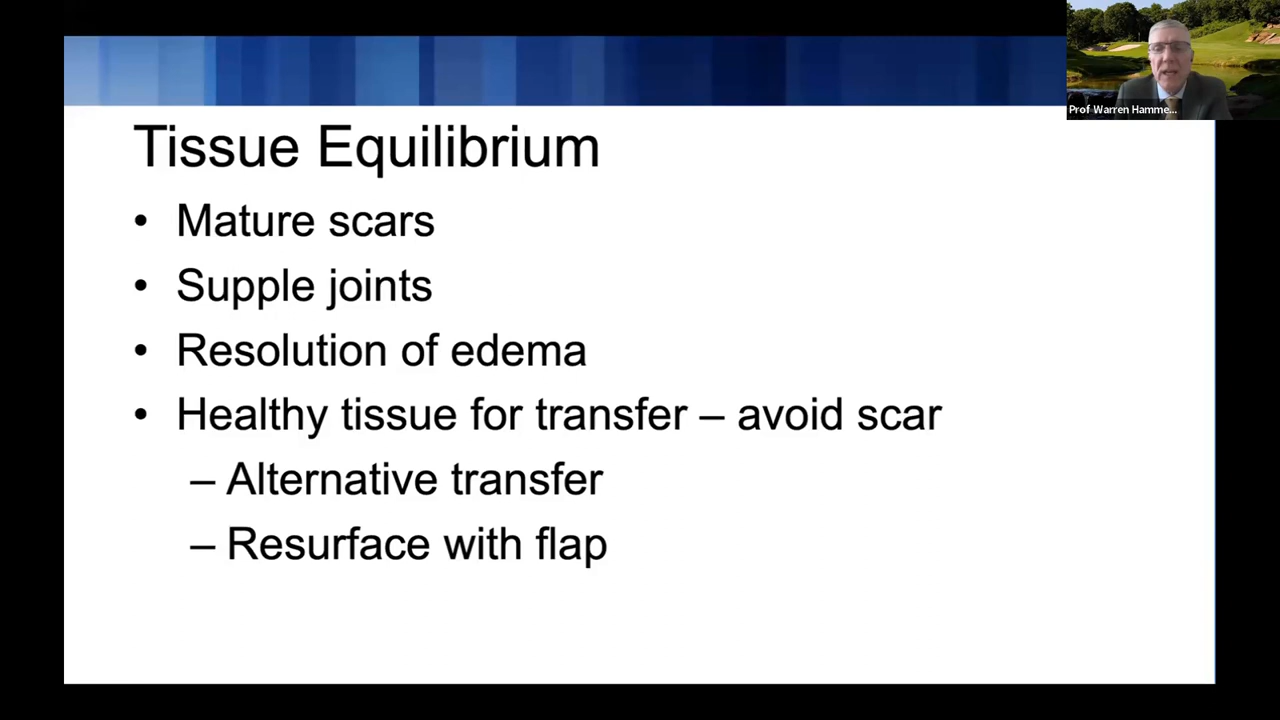 Prof Warren Hamme...
Tissue Equilibrium
• Mature scars
• Supple joints
• Resolution of edema
• Healthy tissue for transfer – avoid scar
– Alternative transfer
– Resurface with flap